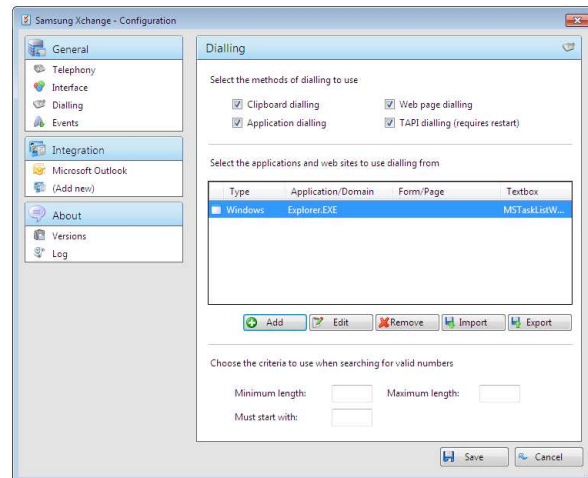 Samsung Xchange - Configuration
General
Telephony
Interface
Dialling
Events
Integration
Microsoft Outlook
(Add new)
About
Versions
Log
Dialling
Select the methods of dialling to use
Clipboard dialling Web page dialling
Application dialling TAPI dialling (requires restart)
Select the applications and web sites to use dialling from
Type Application/Domain Form/Page Textbox
Windows Explorer.EXE MSTaskListW...
Add Edit Remove Import Export
Choose the criteria to use when searching for valid numbers
Minimum length: Maximum length:
Must start with:
Save Cancel